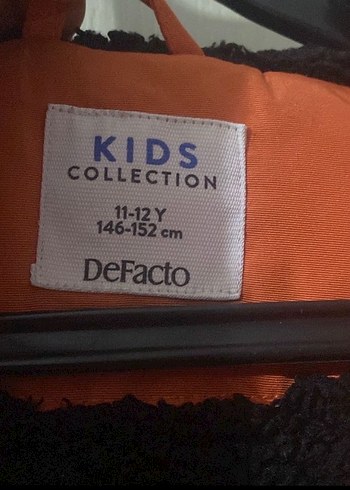 KIDS
COLLECTION
11-12 Y
146-152 cm
DeFacto